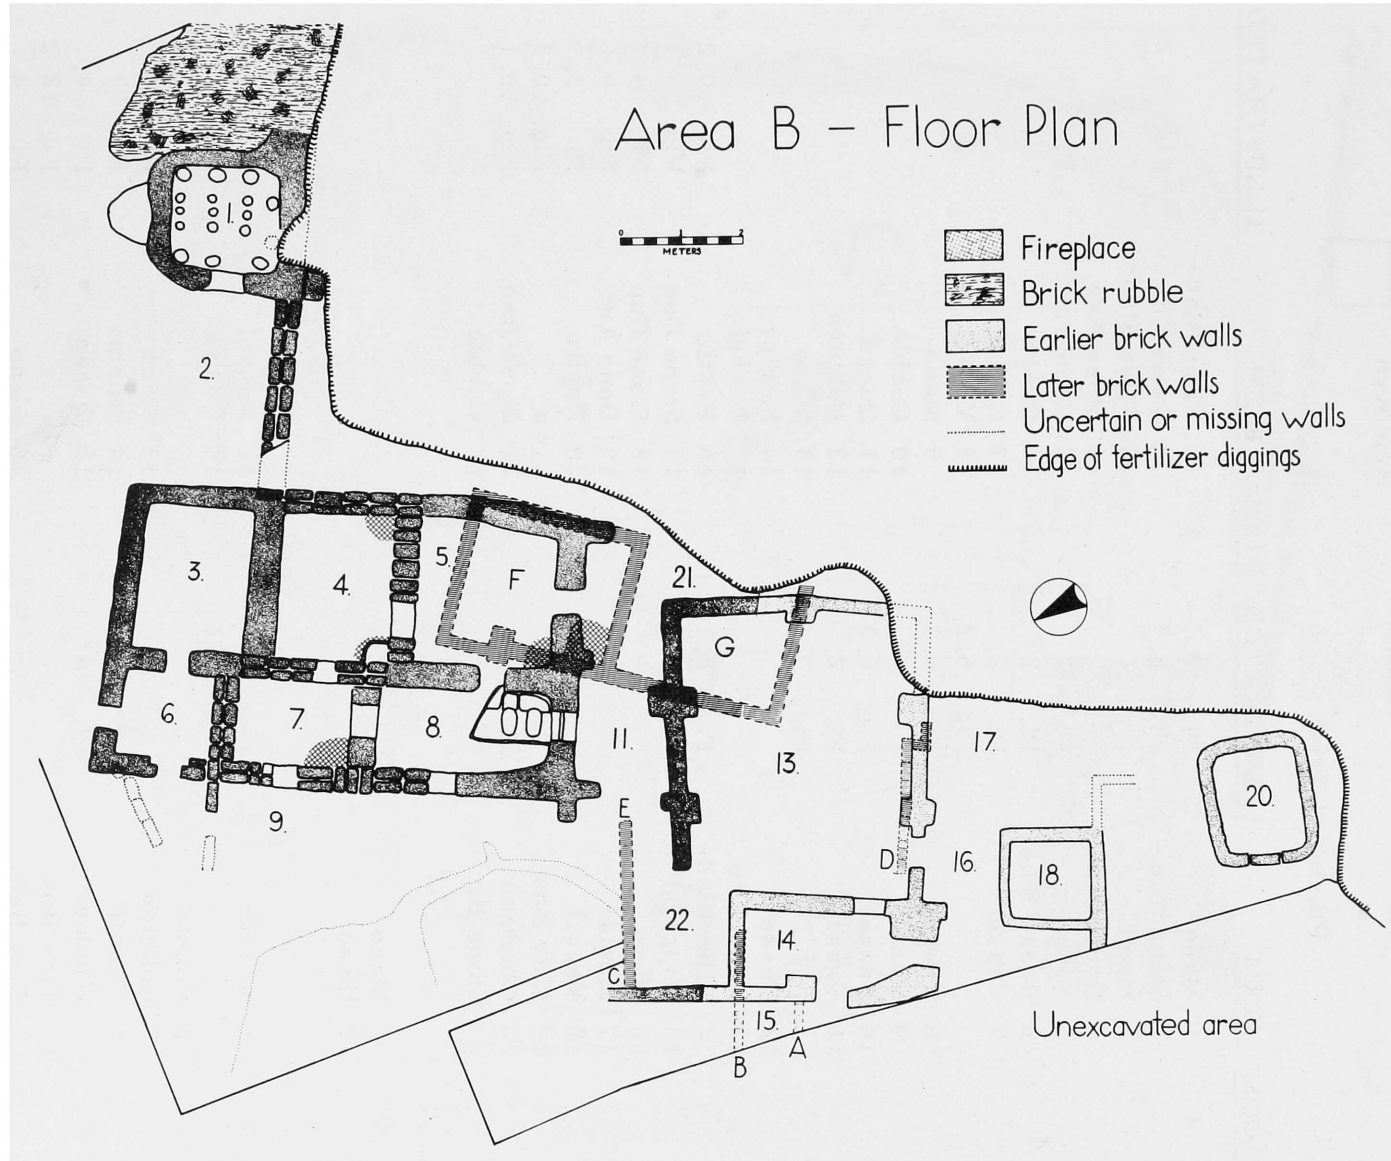 Area B – Floor Plan
0 1 2
METERS
Fireplace
Brick rubble
Earlier brick walls
Later brick walls
Uncertain or missing walls
Edge of fertilizer diggings
1.
2.
3.
4.
5.
F
21.
G
6.
7.
8.
11.
13.
17.
20.
9.
E
D
16.
18.
22.
14.
C
15.
A
B
Unexcavated area